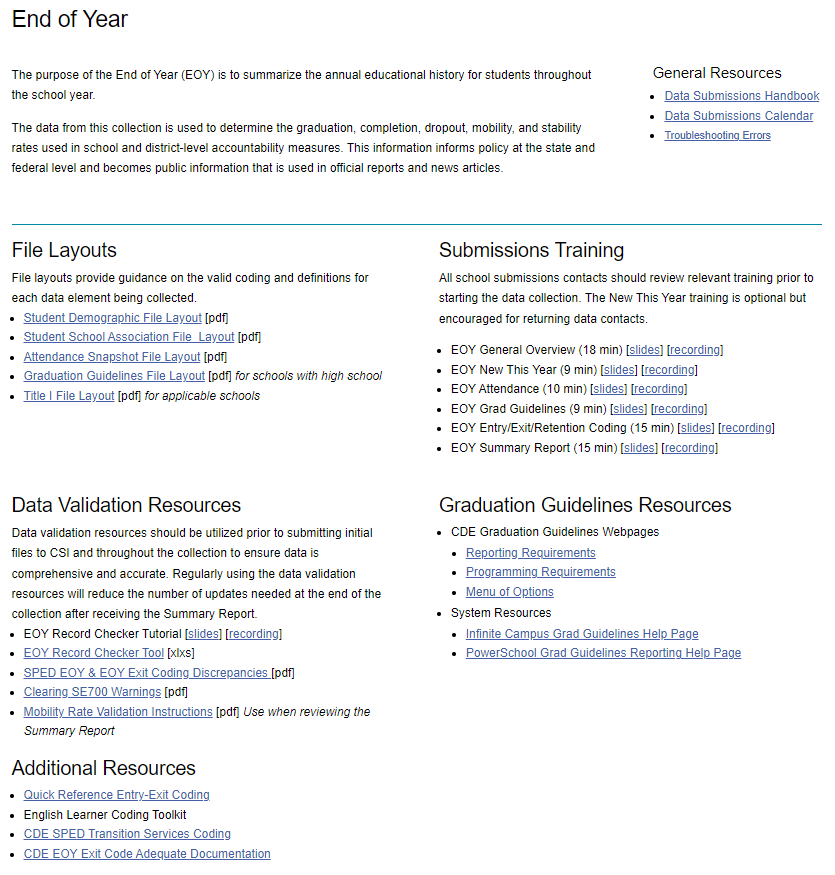 End of Year
The purpose of the End of Year (EOY) is to summarize the annual educational history for students throughout
the school year.
The data from this collection is used to determine the graduation, completion, dropout, mobility, and stability
rates used in school and district-level accountability measures. This information informs policy at the state and
federal level and becomes public information that is used in official reports and news articles.
General Resources
Data Submissions Handbook
Data Submissions Calendar
Troubleshooting Errors
File Layouts
File layouts provide guidance on the valid coding and definitions for
each data element being collected.
Student Demographic File Layout [pdf]
Student School Association File  Layout [pdf]
Attendance Snapshot File Layout [pdf]
Graduation Guidelines File Layout [pdf] for schools with high school
Title I File Layout [pdf] for applicable schools
Submissions Training
All school submissions contacts should review relevant training prior to
starting the data collection. The New This Year training is optional but
encouraged for returning data contacts.
EOY General Overview (18 min) [slides] [recording]
EOY New This Year (9 min) [slides] [recording]
EOY Attendance (10 min) [slides] [recording]
EOY Grad Guidelines (9 min) [slides] [recording]
EOY Entry/Exit/Retention Coding (15 min) [slides] [recording]
EOY Summary Report (15 min) [slides] [recording]
Data Validation Resources
Data validation resources should be utilized prior to submitting initial
files to CSI and throughout the collection to ensure data is
comprehensive and accurate. Regularly using the data validation
resources will reduce the number of updates needed at the end of the
collection after receiving the Summary Report.
EOY Record Checker Tutorial [slides] [recording]
EOY Record Checker Tool [xlxs]
SPED EOY & EOY Exit Coding Discrepancies [pdf]
Clearing SE700 Warnings [pdf]
Mobility Rate Validation Instructions [pdf] Use when reviewing the
Summary Report
Graduation Guidelines Resources
CDE Graduation Guidelines Webpages
Reporting Requirements
Programming Requirements
Menu of Options
System Resources
Infinite Campus Grad Guidelines Help Page
PowerSchool Grad Guidelines Reporting Help Page
Additional Resources
Quick Reference Entry-Exit Coding
English Learner Coding Toolkit
CDE SPED Transition Services Coding
CDE EOY Exit Code Adequate Documentation